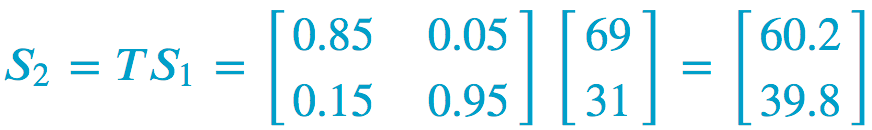 S₂ = TS₁ = [0.85 0.05; 0.15 0.95] [69; 31] = [60.2; 39.8]